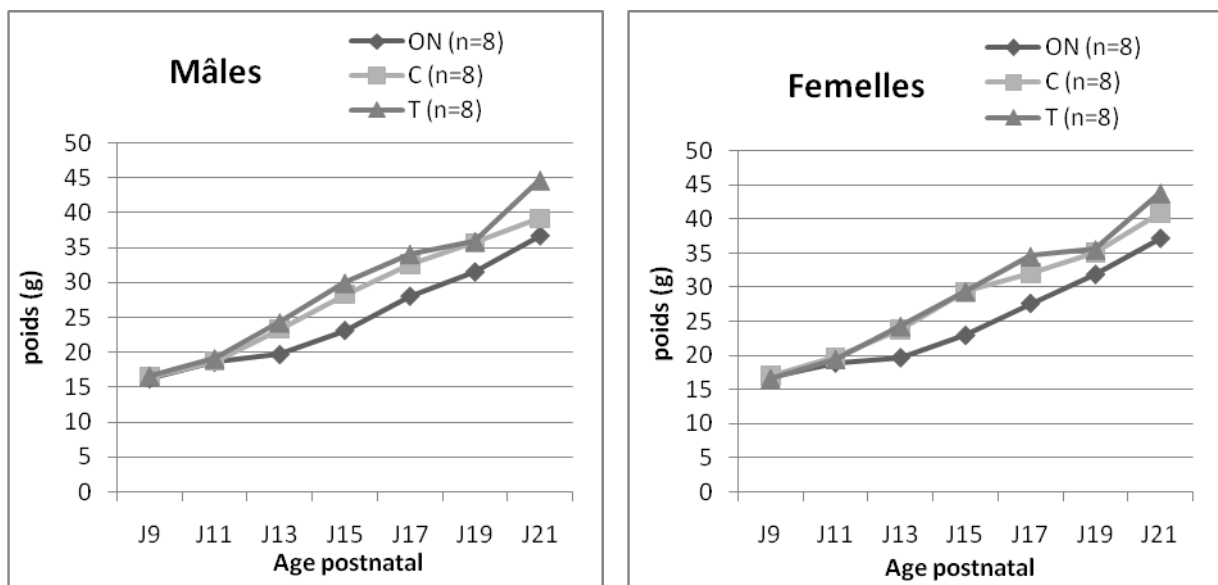 Mâles
ON (n=8)
C (n=8)
T (n=8)
poids (g)
50
45
40
35
30
25
20
15
10
5
0
J9 J11 J13 J15 J17 J19 J21
Age postnatal
Femelles
ON (n=8)
C (n=8)
T (n=8)
poids (g)
50
45
40
35
30
25
20
15
10
5
0
J9 J11 J13 J15 J17 J19 J21
Age postnatal